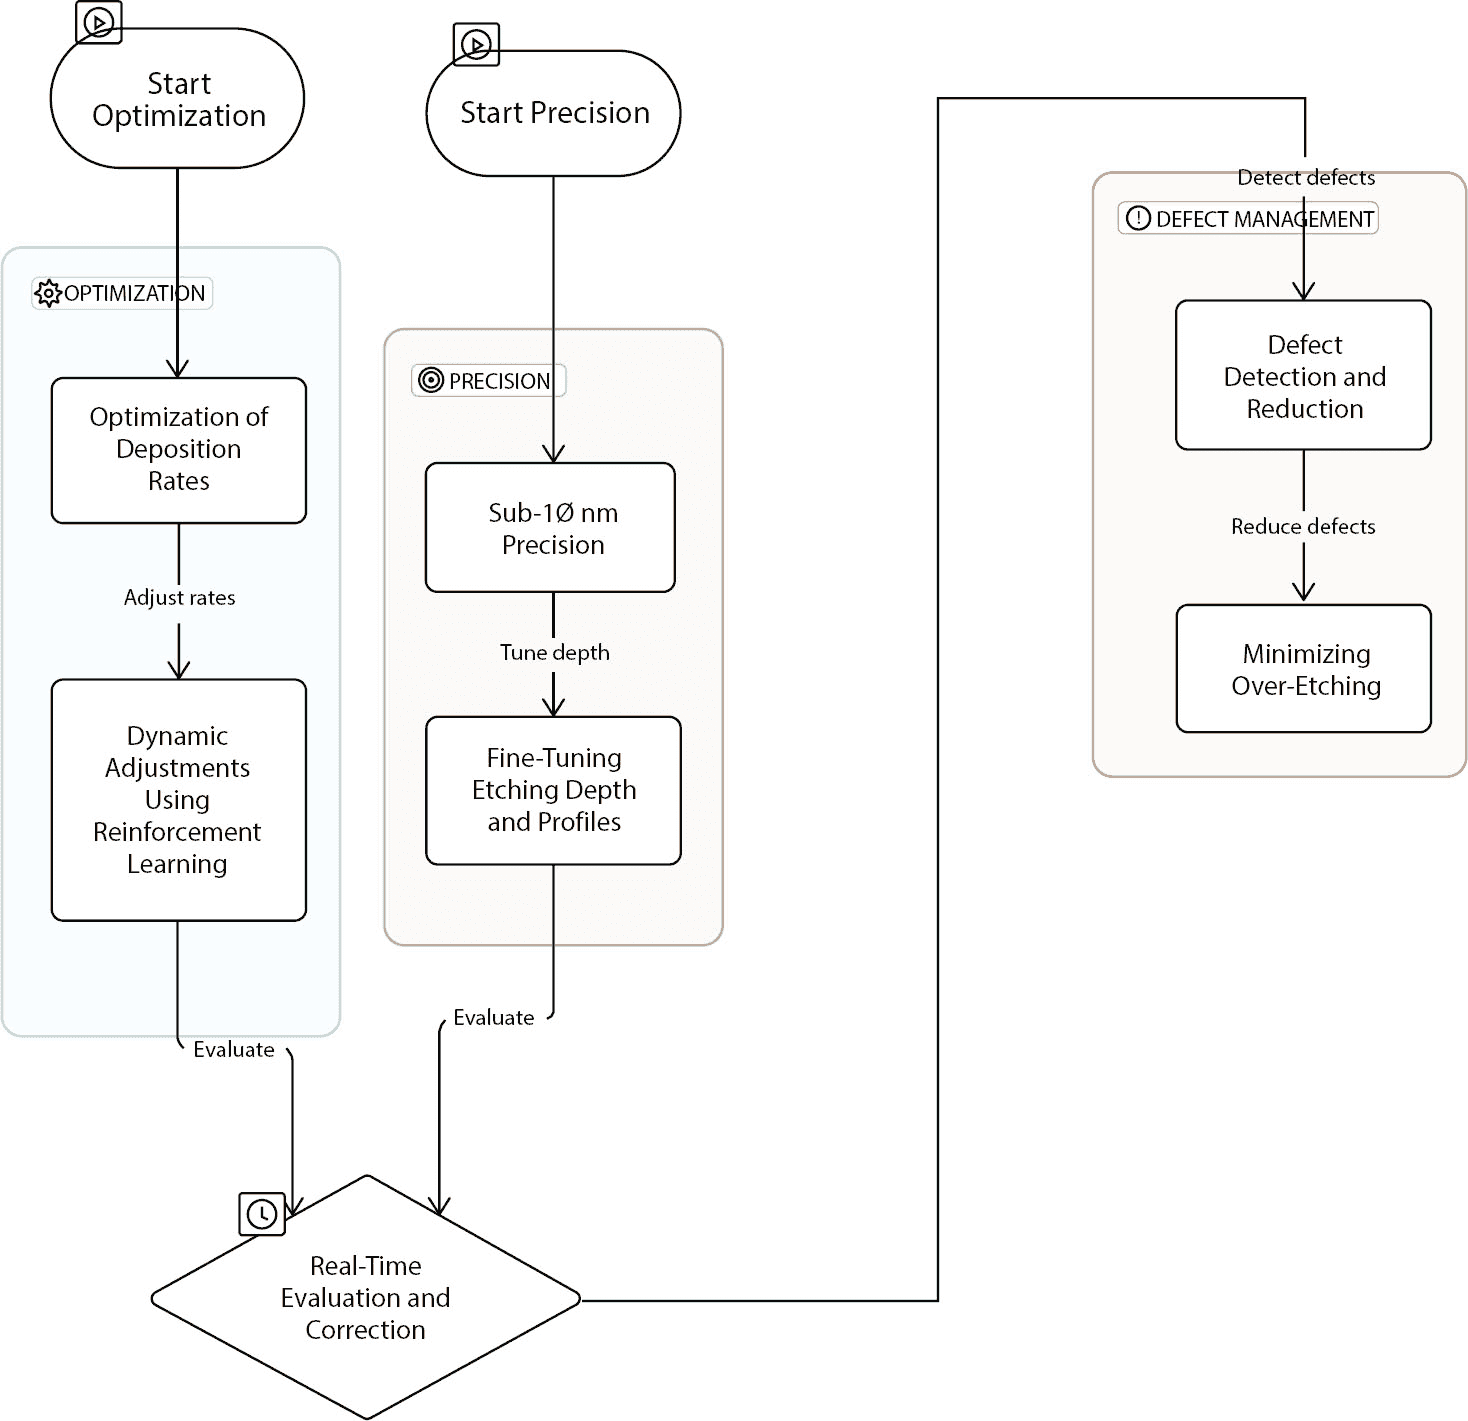 Start
Optimization
OPTIMIZATION
Optimization of
Deposition
Rates
Adjust rates
Dynamic
Adjustments
Using
Reinforcement
Learning
Evaluate
Start Precision
PRECISION
Sub-1Ø nm
Precision
Tune depth
Fine-Tuning
Etching Depth
and Profiles
Evaluate
Real-Time
Evaluation and
Correction
Detect defects
DEFECT MANAGEMENT
Defect
Detection and
Reduction
Reduce defects
Minimizing
Over-Etching